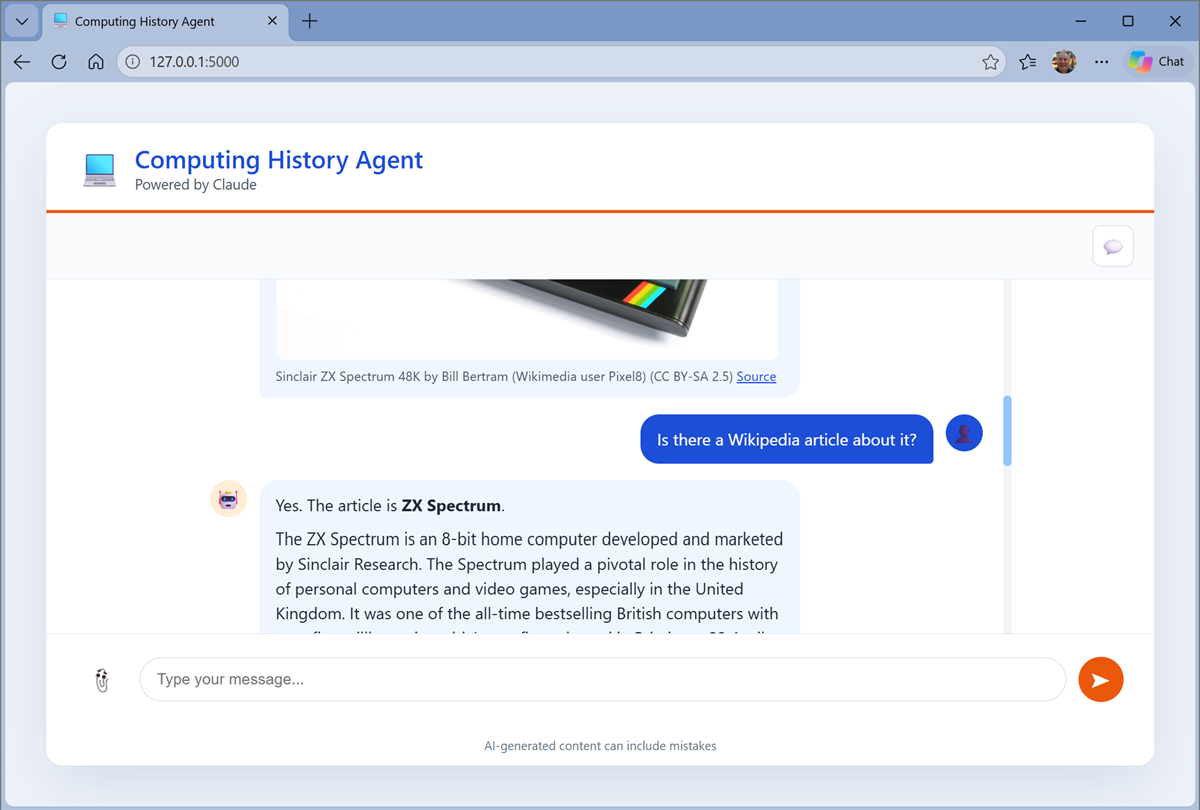 Computing History Agent
127.0.0.1:5000
Chat
Computing History Agent
Powered by Claude
Sinclair ZX Spectrum 48K by Bill Bertram (Wikimedia user Pixel8) (CC BY-SA 2.5) Source
Is there a Wikipedia article about it?
Yes. The article is ZX Spectrum.
The ZX Spectrum is an 8-bit home computer developed and marketed
by Sinclair Research. The Spectrum played a pivotal role in the history
of personal computers and video games, especially in the United
Kingdom. It was one of the all-time bestselling British computers with
Type your message...
AI-generated content can include mistakes